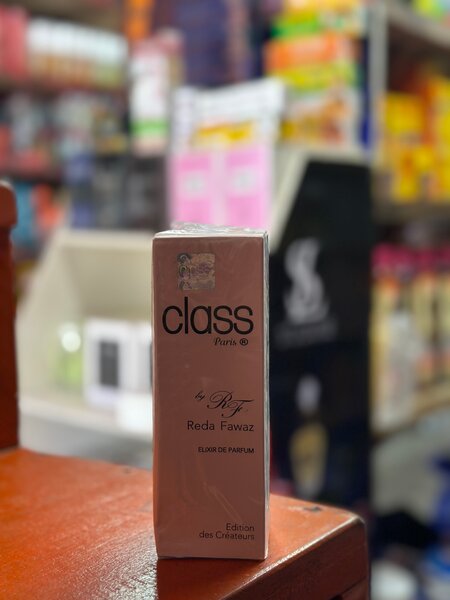 class
Paris ®
by RF
Reda Fawaz
ELIXIR DE PARFUM
Edition
des Créateurs